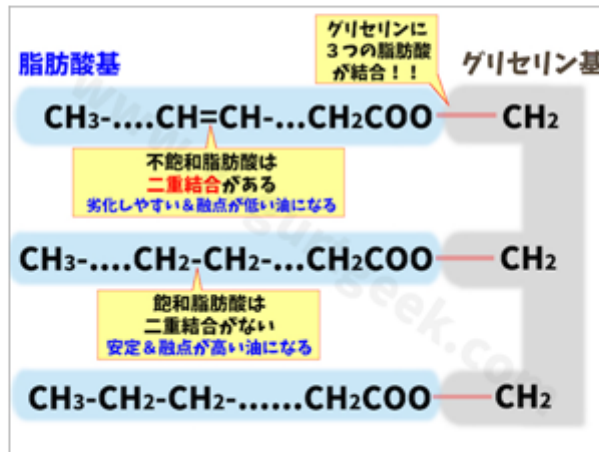 グリセリンに
3つの脂肪酸
が結合！！
脂肪酸基
グリセリン基
CH3-....CH=CH-...CH2COO
CH2
不飽和脂肪酸は
二重結合がある
劣化しやすい＆融点が低い油になる
CH3-....CH2-CH2-...CH2COO
CH2
飽和脂肪酸は
二重結合がない
安定＆融点が高い油になる
CH3-CH2-CH2-......CH2COO
CH2